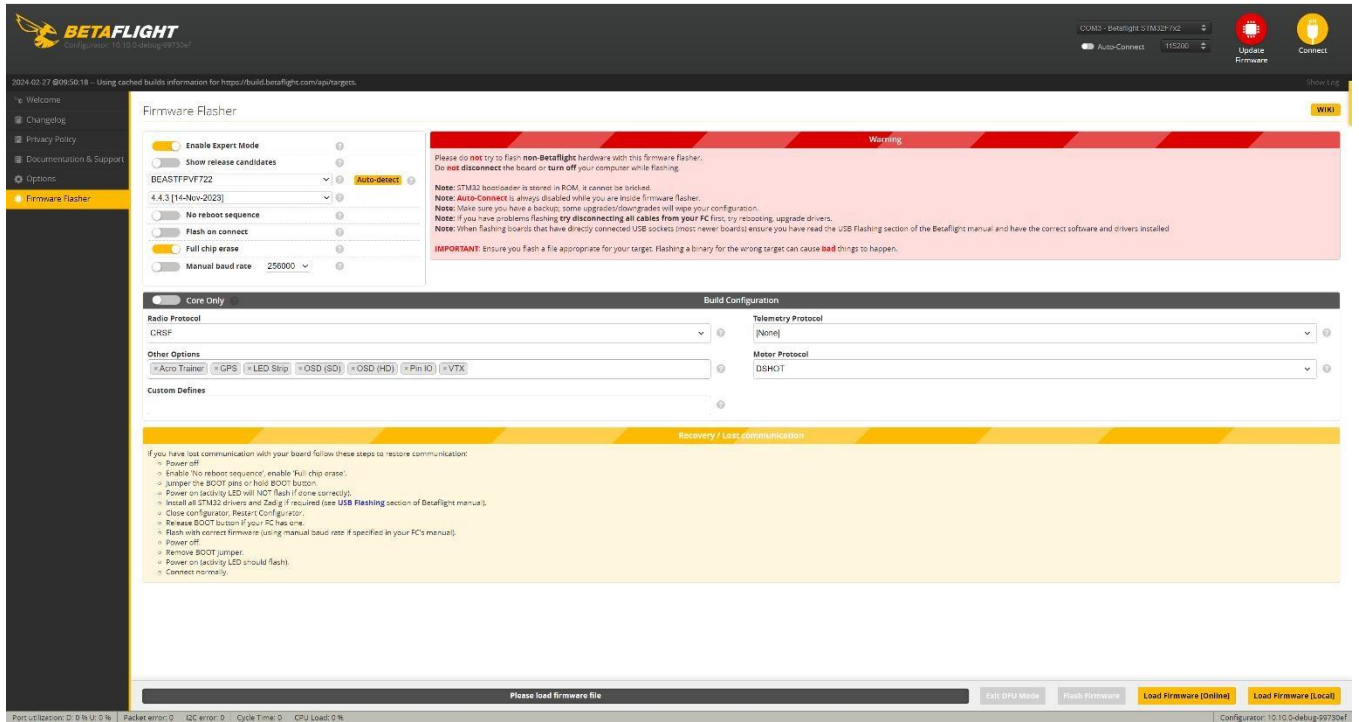 BETAFLIGHT
Configurator: 10.10.0-debug-99730ef
COM3 - Betaflight STM32F7x2
Auto-Connect 115200
Update Firmware
Connect
2024-02-27 @09:50:18 -- Using cached builds information for https://build.betaflight.com/api/targets.
Show Log
Welcome
Changelog
Privacy Policy
Documentation & Support
Options
Firmware Flasher
Firmware Flasher
WIKI
Enable Expert Mode
Show release candidates
BEASTFPVF722
Auto-detect
4.4.3 [14-Nov-2023]
No reboot sequence
Flash on connect
Full chip erase
Manual baud rate 256000
Warning
Please do not try to flash non-Betaflight hardware with this firmware flasher.
Do not disconnect the board or turn off your computer while flashing.
Note: STM32 bootloader is stored in ROM, it cannot be bricked.
Note: Auto-Connect is always disabled while you are inside firmware flasher.
Note: Make sure you have a backup; some upgrades/downgrades will wipe your configuration.
Note: If you have problems flashing try disconnecting all cables from your FC first, try rebooting, upgrade drivers.
Note: When flashing boards that have directly connected USB sockets (most newer boards) ensure you have read the USB Flashing section of the Betaflight manual and have the correct software and drivers installed
IMPORTANT: Ensure you flash a file appropriate for your target. Flashing a binary for the wrong target can cause bad things to happen.
Core Only
Build Configuration
Radio Protocol
CRSF
Telemetry Protocol
[None]
Other Options
×Acro Trainer ×GPS ×LED Strip ×OSD (SD) ×OSD (HD) ×Pin IO ×VTX
Motor Protocol
DSHOT
Custom Defines
Recovery / Lost communication
If you have lost communication with your board follow these steps to restore communication:
Power off
Enable 'No reboot sequence', enable 'Full chip erase'.
Jumper the BOOT pins or hold BOOT button.
Power on (activity LED will NOT flash if done correctly).
Install all STM32 drivers and Zadig if required (see USB Flashing section of Betaflight manual).
Close configurator, Restart Configurator.
Release BOOT button if your FC has one.
Flash with correct firmware (using manual baud rate if specified in your FC's manual).
Power off.
Remove BOOT jumper.
Power on (activity LED should flash).
Connect normally.
Please load firmware file
Exit DFU Mode
Flash Firmware
Load Firmware [Online]
Load Firmware [Local]
Port utilization: D: 0 % U: 0 % Packet error: 0 I2C error: 0 Cycle Time: 0 CPU Load: 0 %
Configurator: 10.10.0-debug-99730ef